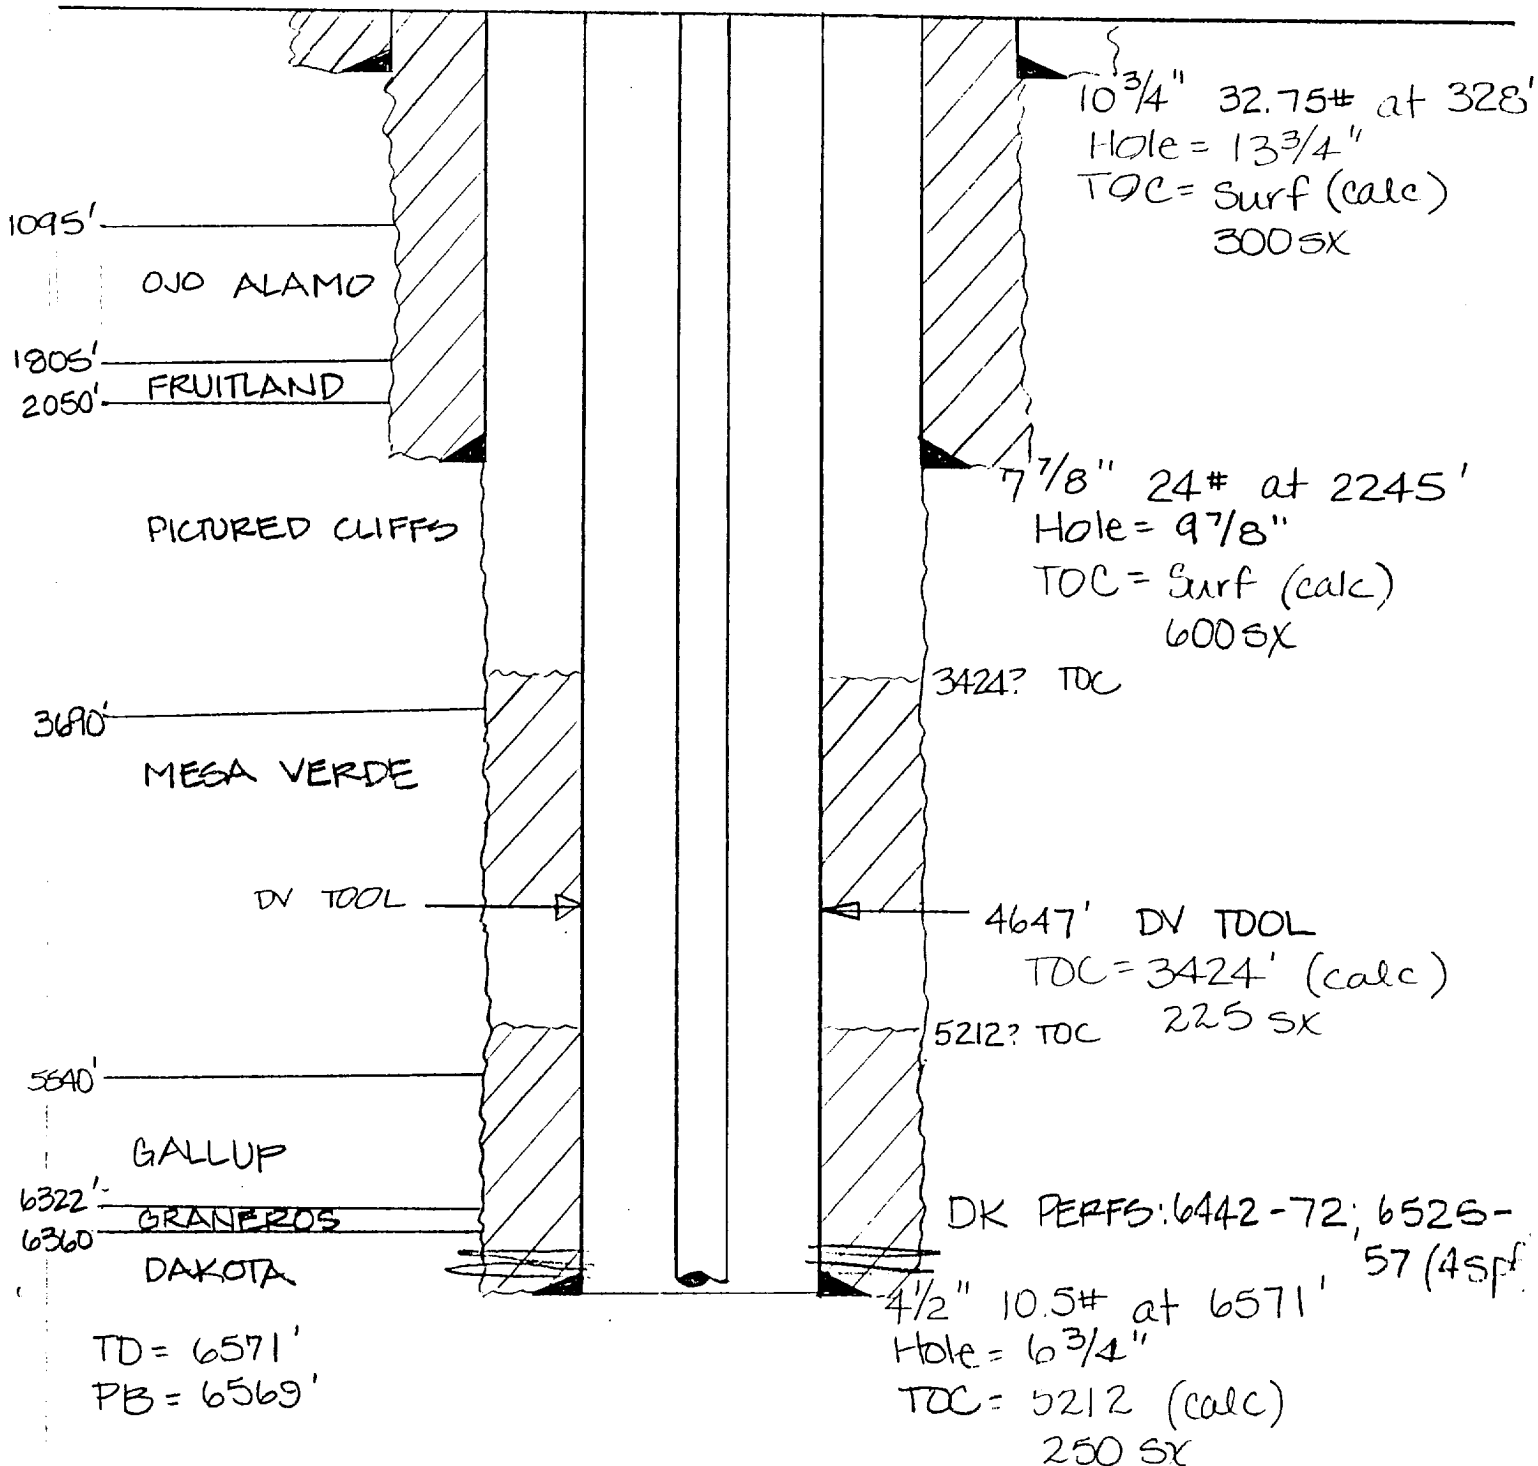 10 3/4" 32.75# at 328'
Hole = 13 3/4"
TOC = Surf (calc)
300 SX
1095'
OJO ALAMO
1805'
FRUITLAND
2050'
7 7/8" 24# at 2245'
Hole = 9 7/8"
TOC = Surf (calc)
600 SX
PICTURED CLIFFS
3424? TOC
3690'
MESA VERDE
DV TOOL
4647' DV TOOL
TOC = 3424' (calc)
225 SX
5212? TOC
5540'
GALLUP
6322'
GRANEROS
6360
DAKOTA
DK PERFS: 6442-72; 6526-
57 (4spf
4 1/2" 10.5# at 6571'
Hole = 6 3/4"
TOC = 5212 (calc)
250 SX
TD = 6571'
PB = 6569'